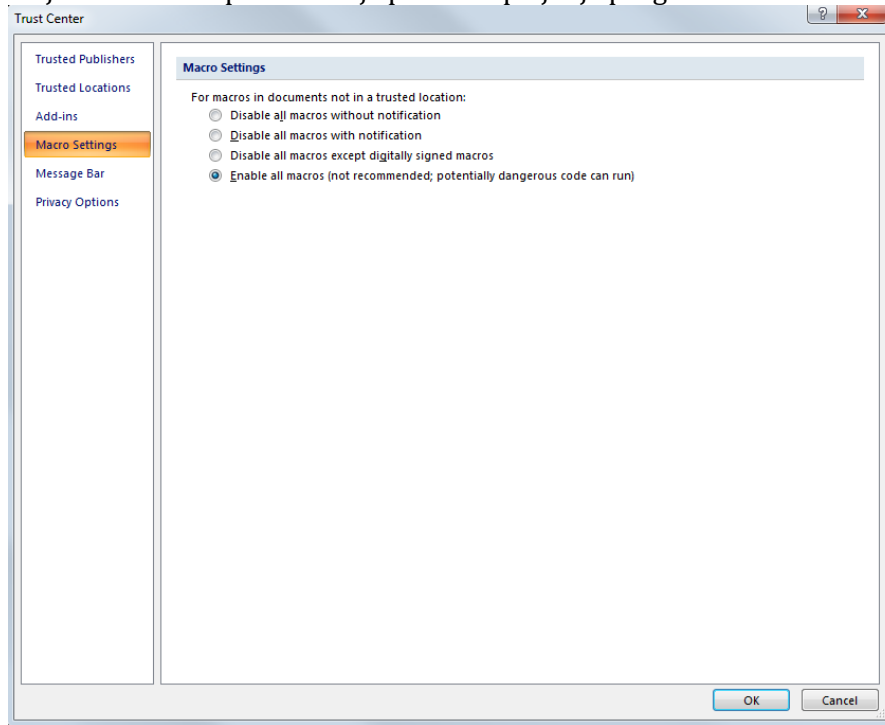 Trust Center
Trusted Publishers
Trusted Locations
Add-ins
Macro Settings
Message Bar
Privacy Options
Macro Settings
For macros in documents not in a trusted location:
Disable all macros without notification
Disable all macros with notification
Disable all macros except digitally signed macros
Enable all macros (not recommended; potentially dangerous code can run)
OK
Cancel